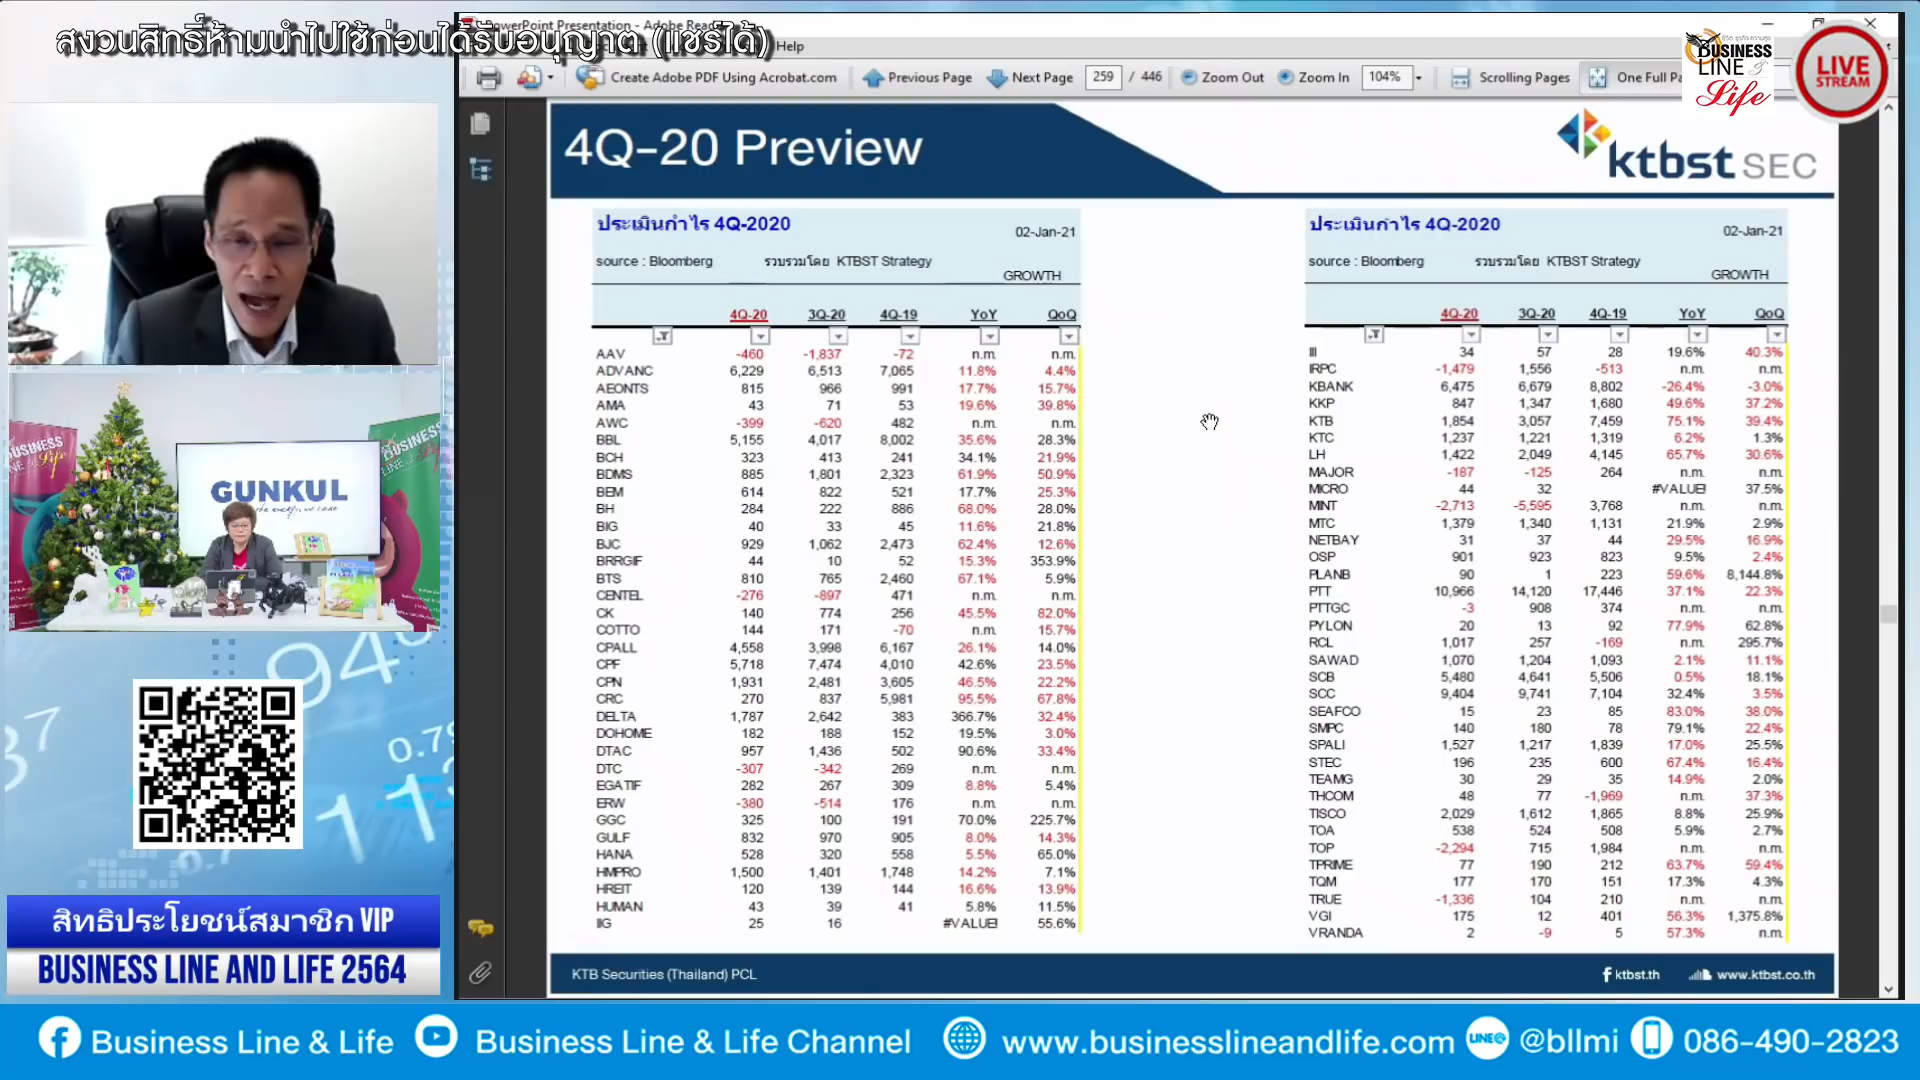 สงวนสิทธิ์ห้ามนำไปใช้ก่อนได้รับอนุญาต (แชร์ได้)
PowerPoint Presentation - Adobe Reader
Help
Create Adobe PDF Using Acrobat.com Previous Page Next Page 259 / 446 Zoom Out Zoom In 104% Scrolling Pages One Full
BUSINESS LINE & Life
LIVE STREAM
4Q-20 Preview
ktbst SEC
ประเมินกำไร 4Q-2020
02-Jan-21
source : Bloomberg รวบรวมโดย KTBST Strategy
GROWTH
4Q-20 3Q-20 4Q-19 YoY QoQ
AAV -460 -1,837 -72 n.m. n.m.
ADVANC 6,229 6,513 7,065 11.8% 4.4%
AEONTS 815 966 991 17.7% 15.7%
AMA 43 71 53 19.6% 39.8%
AWC -399 -620 482 n.m. n.m.
BBL 5,155 4,017 8,002 35.6% 28.3%
BCH 323 413 241 34.1% 21.9%
BDMS 885 1,801 2,323 61.9% 50.9%
BEM 614 822 521 17.7% 25.3%
BH 284 222 886 68.0% 28.0%
BIG 40 33 45 11.6% 21.8%
BJC 929 1,062 2,473 62.4% 12.6%
BRRGIF 44 10 52 15.3% 353.9%
BTS 810 765 2,460 67.1% 5.9%
CENTEL -276 -897 471 n.m. n.m.
CK 140 774 256 45.5% 82.0%
COTTO 144 171 -70 n.m. 15.7%
CPALL 4,558 3,998 6,167 26.1% 14.0%
CPF 5,718 7,474 4,010 42.6% 23.5%
CPN 1,931 2,481 3,605 46.5% 22.2%
CRC 270 837 5,981 95.5% 67.8%
DELTA 1,787 2,642 383 366.7% 32.4%
DOHOME 182 188 152 19.5% 3.0%
DTAC 957 1,436 502 90.6% 33.4%
DTC -307 -342 269 n.m. n.m.
EGATIF 282 267 309 8.8% 5.4%
ERW -380 -514 176 n.m. n.m.
GGC 325 100 191 70.0% 225.7%
GULF 832 970 905 8.0% 14.3%
HANA 528 320 558 5.5% 65.0%
HMPRO 1,500 1,401 1,748 14.2% 7.1%
HREIT 120 139 144 16.6% 13.9%
HUMAN 43 39 41 5.8% 11.5%
IIG 25 16 #VALUE! 55.6%
ประเมินกำไร 4Q-2020
02-Jan-21
source : Bloomberg รวบรวมโดย KTBST Strategy
GROWTH
4Q-20 3Q-20 4Q-19 YoY QoQ
III 34 57 28 19.6% 40.3%
IRPC -1,479 1,556 -513 n.m. n.m.
KBANK 6,475 6,679 8,802 -26.4% -3.0%
KKP 847 1,347 1,680 49.6% 37.2%
KTB 1,854 3,057 7,459 75.1% 39.4%
KTC 1,237 1,221 1,319 6.2% 1.3%
LH 1,422 2,049 4,145 65.7% 30.6%
MAJOR -187 -125 264 n.m. n.m.
MICRO 44 32 #VALUE! 37.5%
MINT -2,713 -5,595 3,768 n.m. n.m.
MTC 1,379 1,340 1,131 21.9% 2.9%
NETBAY 31 37 44 29.5% 16.9%
OSP 901 923 823 9.5% 2.4%
PLANB 90 1 223 59.6% 8,144.8%
PTT 10,966 14,120 17,446 37.1% 22.3%
PTTGC -3 908 374 n.m. n.m.
PYLON 20 13 92 77.9% 62.8%
RCL 1,017 257 -169 n.m. 295.7%
SAWAD 1,070 1,204 1,093 2.1% 11.1%
SCB 5,480 4,641 5,506 0.5% 18.1%
SCC 9,404 9,741 7,104 32.4% 3.5%
SEAFCO 15 23 85 83.0% 38.0%
SMPC 140 180 78 79.1% 22.4%
SPALI 1,527 1,217 1,839 17.0% 25.5%
STEC 196 235 600 67.4% 16.4%
TEAMG 30 29 35 14.9% 2.0%
THCOM 48 77 -1,969 n.m. 37.3%
TISCO 2,029 1,612 1,865 8.8% 25.9%
TOA 538 524 508 5.9% 2.7%
TOP -2,294 715 1,984 n.m. n.m.
TPRIME 77 190 212 63.7% 59.4%
TQM 177 170 151 17.3% 4.3%
TRUE -1,336 104 210 n.m. n.m.
VGI 175 12 401 56.3% 1,375.8%
VRANDA 2 -9 5 57.3% n.m.
KTB Securities (Thailand) PCL
ktbst.th www.ktbst.co.th
BUSINESS
GUNKUL
BUSINESS
สิทธิประโยชน์สมาชิก VIP
BUSINESS LINE AND LIFE 2564
Business Line & Life Business Line & Life Channel www.businesslineandlife.com LINE@ @bllmi 086-490-2823